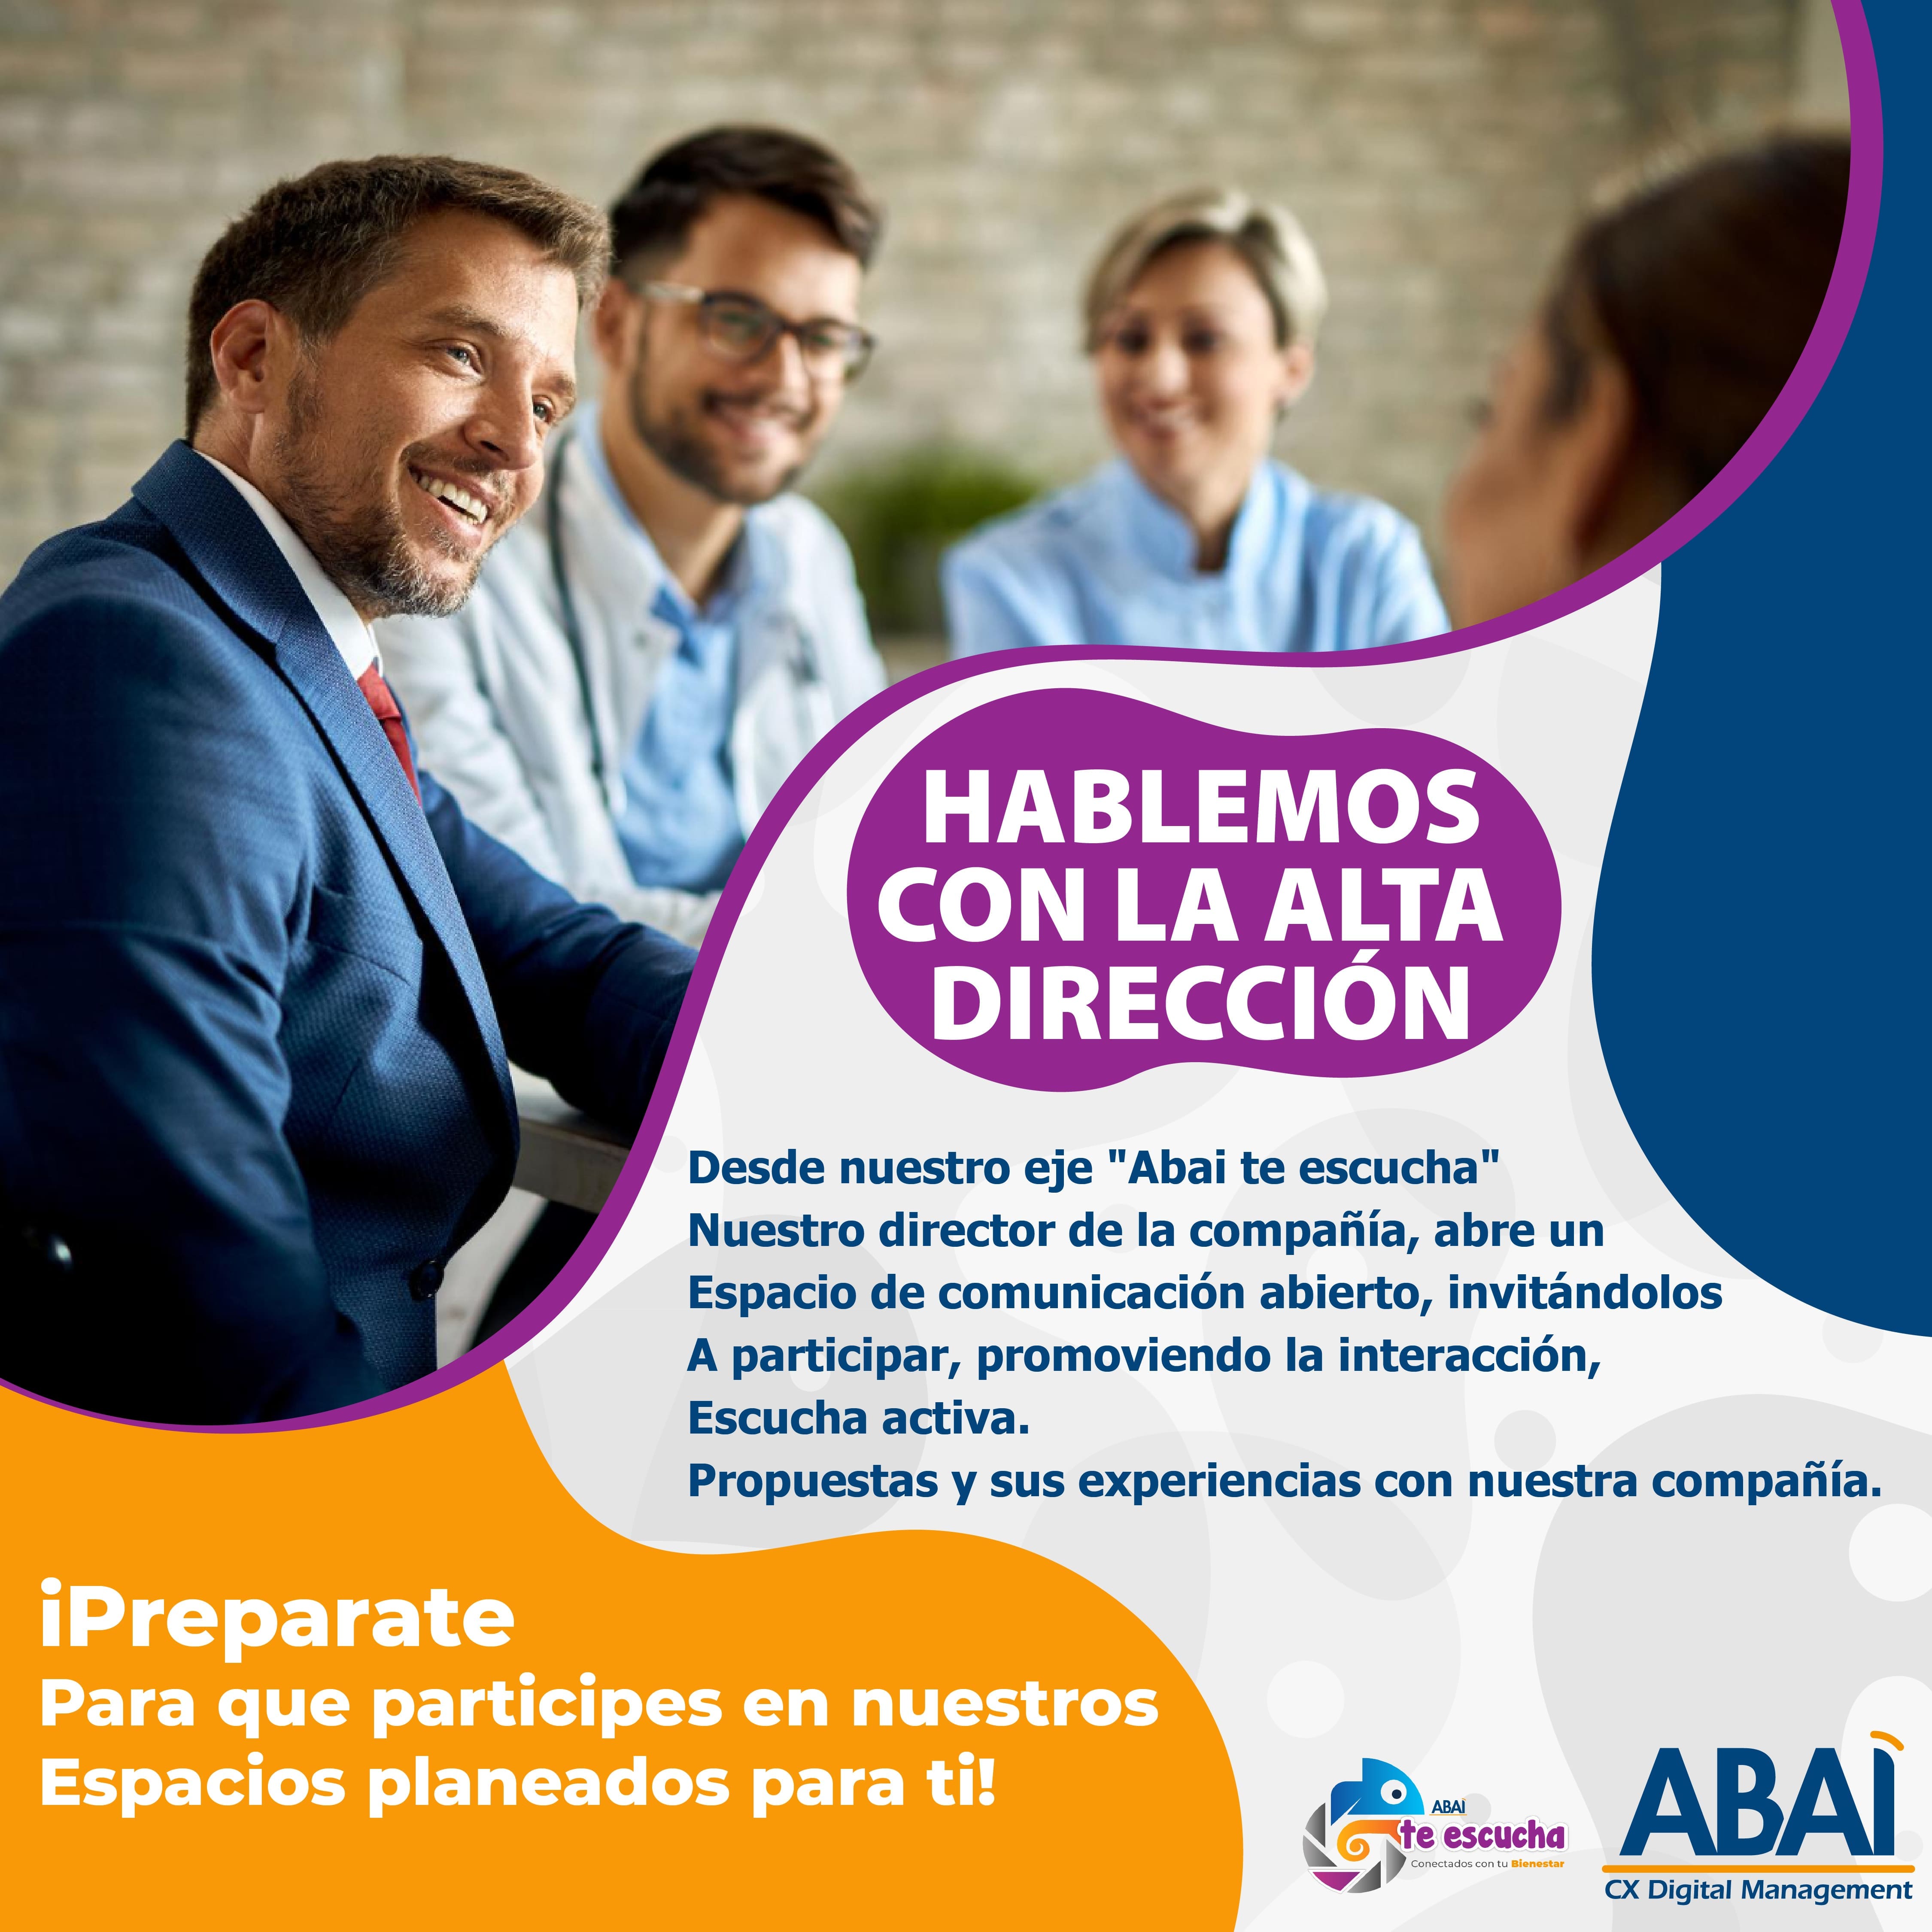 HABLEMOS
CON LA ALTA
DIRECCIÓN
Desde nuestro eje "Abai te escucha"
Nuestro director de la compañía, abre un
Espacio de comunicación abierto, invitándolos
A participar, promoviendo la interacción,
Escucha activa.
Propuestas y sus experiencias con nuestra compañía.
¡Preparate
Para que participes en nuestros
Espacios planeados para ti!
ABAI
te escucha
Conectados con tu Bienestar
ABAI
CX Digital Management